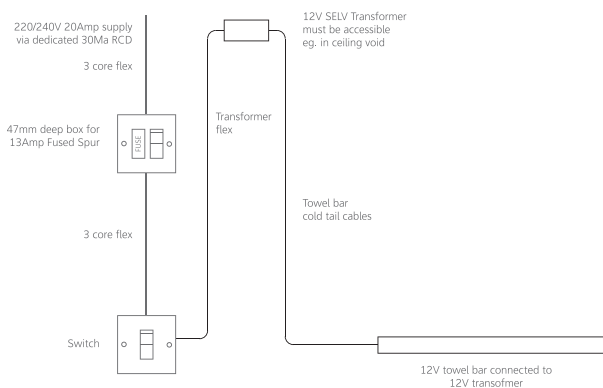 220/240V 20Amp supply
via dedicated 30Ma RCD
3 core flex
47mm deep box for
13Amp Fused Spur
FUSE
3 core flex
Switch
Transformer
flex
12V SELV Transformer
must be accessible
eg. in ceiling void
Towel bar
cold tail cables
12V towel bar connected to
12V transofmer